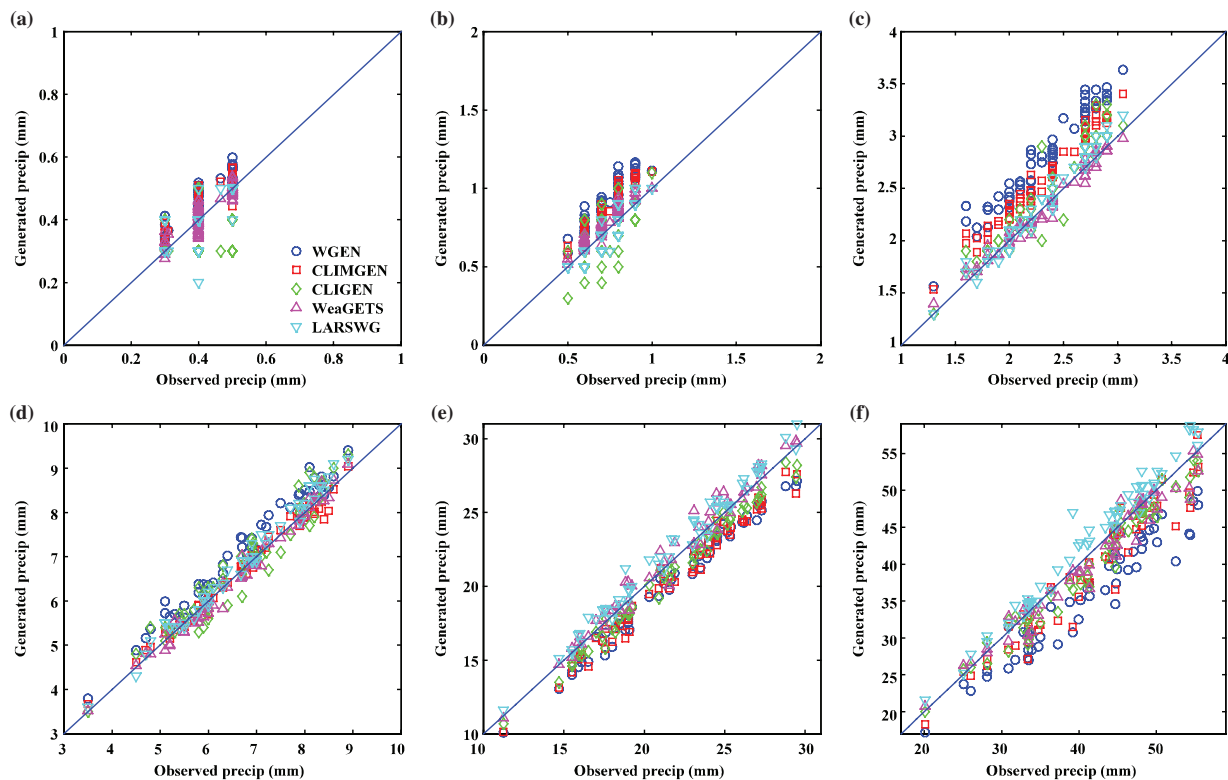 (a)
1
0.8
0.6
0.4
0.2
0
Generated precip (mm)
0 0.2 0.4 0.6 0.8 1
Observed precip (mm)
WGEN
CLIMGEN
CLIGEN
WeaGETS
LARSWG
(b)
2
1.5
1
0.5
0
Generated precip (mm)
0 0.5 1 1.5 2
Observed precip (mm)
(c)
4
3.5
3
2.5
2
1.5
1
Generated precip (mm)
1 1.5 2 2.5 3 3.5 4
Observed precip (mm)
(d)
10
9
8
7
6
5
4
3
Generated precip (mm)
3 4 5 6 7 8 9 10
Observed precip (mm)
(e)
30
25
20
15
10
Generated precip (mm)
10 15 20 25 30
Observed precip (mm)
(f)
55
50
45
40
35
30
25
20
Generated precip (mm)
20 30 40 50
Observed precip (mm)